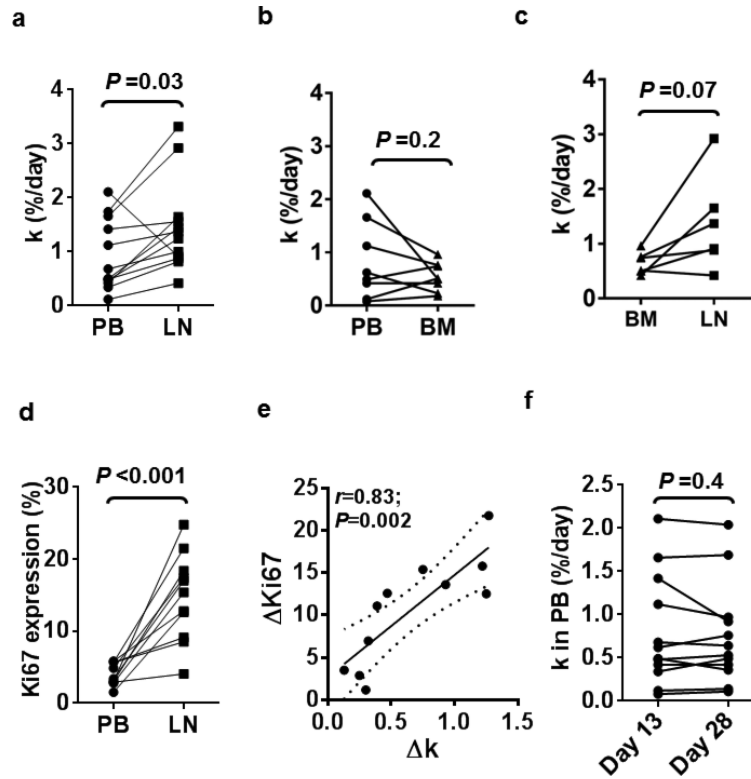 a
P =0.03
k (%/day)
4
3
2
1
0
PB LN
b
P =0.2
k (%/day)
4
3
2
1
0
PB BM
c
P =0.07
k (%/day)
4
3
2
1
0
BM LN
d
P <0.001
Ki67 expression (%)
30
20
10
0
PB LN
e
r=0.83;
P=0.002
ΔKi67
25
20
15
10
5
0
0.0 0.5 1.0 1.5
Δk
f
P =0.4
k in PB (%/day)
2.5
2.0
1.5
1.0
0.5
0.0
Day 13
Day 28